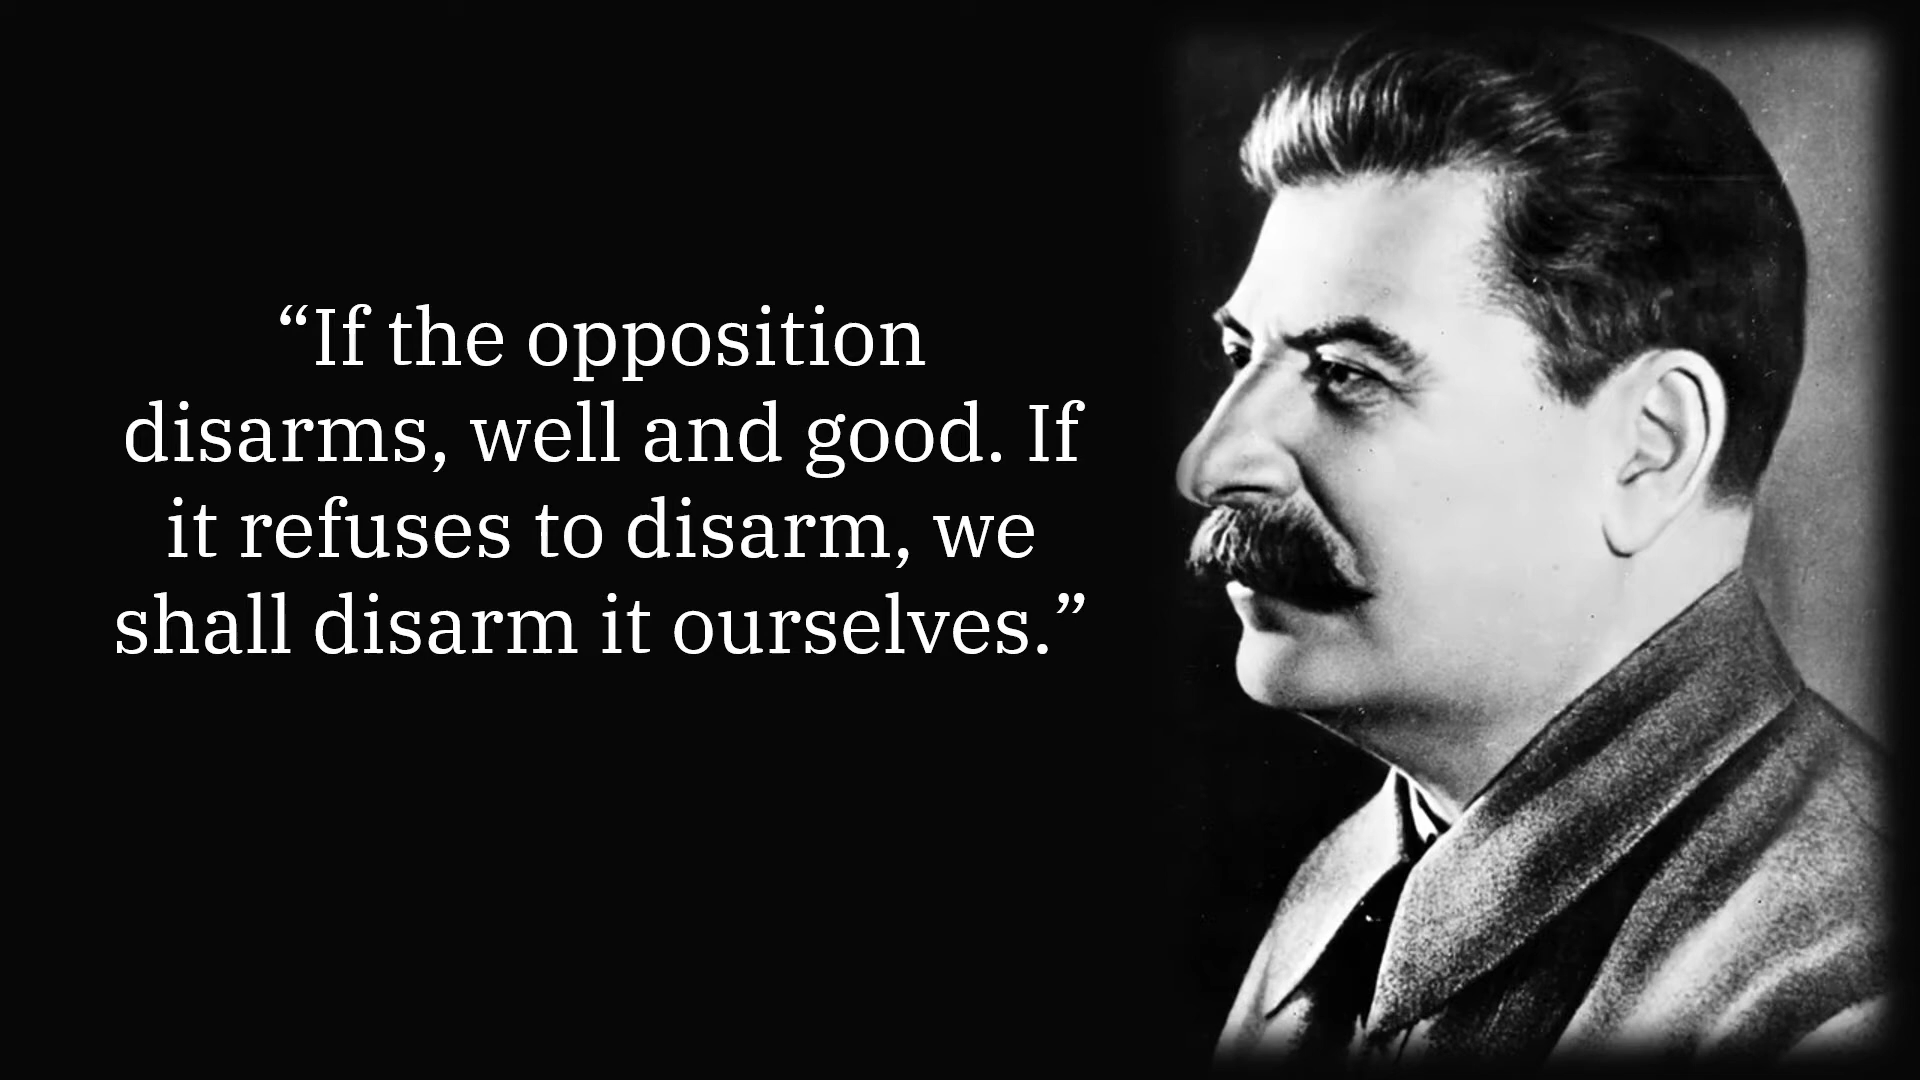 “If the opposition
disarms, well and good. If
it refuses to disarm, we
shall disarm it ourselves.”